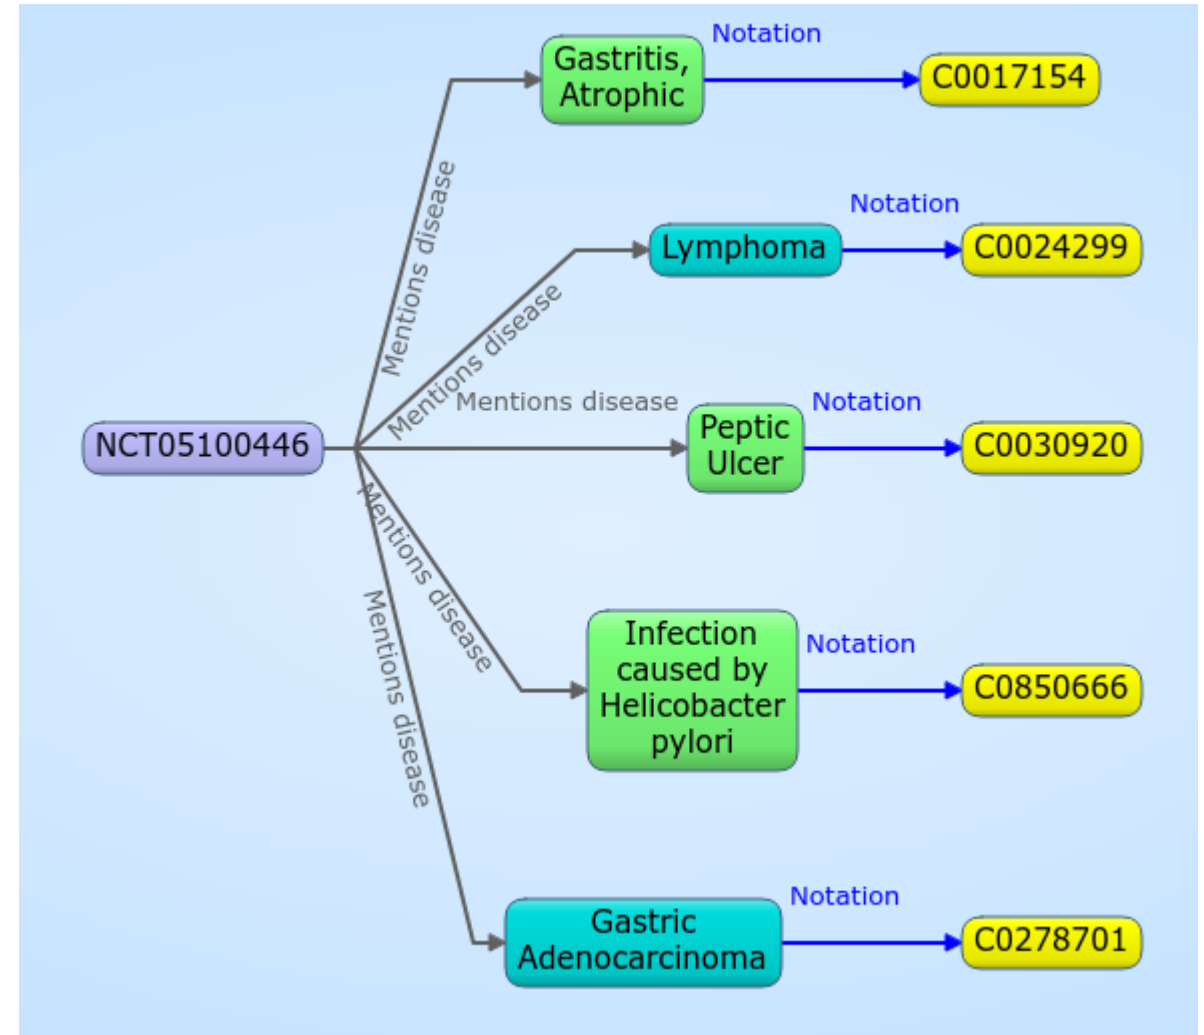 Notation
Gastritis,
Atrophic
C0017154
Mentions disease
Notation
Lymphoma
C0024299
Mentions disease
Mentions disease
Notation
NCT05100446
Peptic
Ulcer
C0030920
Mentions disease
Infection
caused by
Helicobacter
pylori
Notation
C0850666
Mentions disease
Notation
Gastric
Adenocarcinoma
C0278701